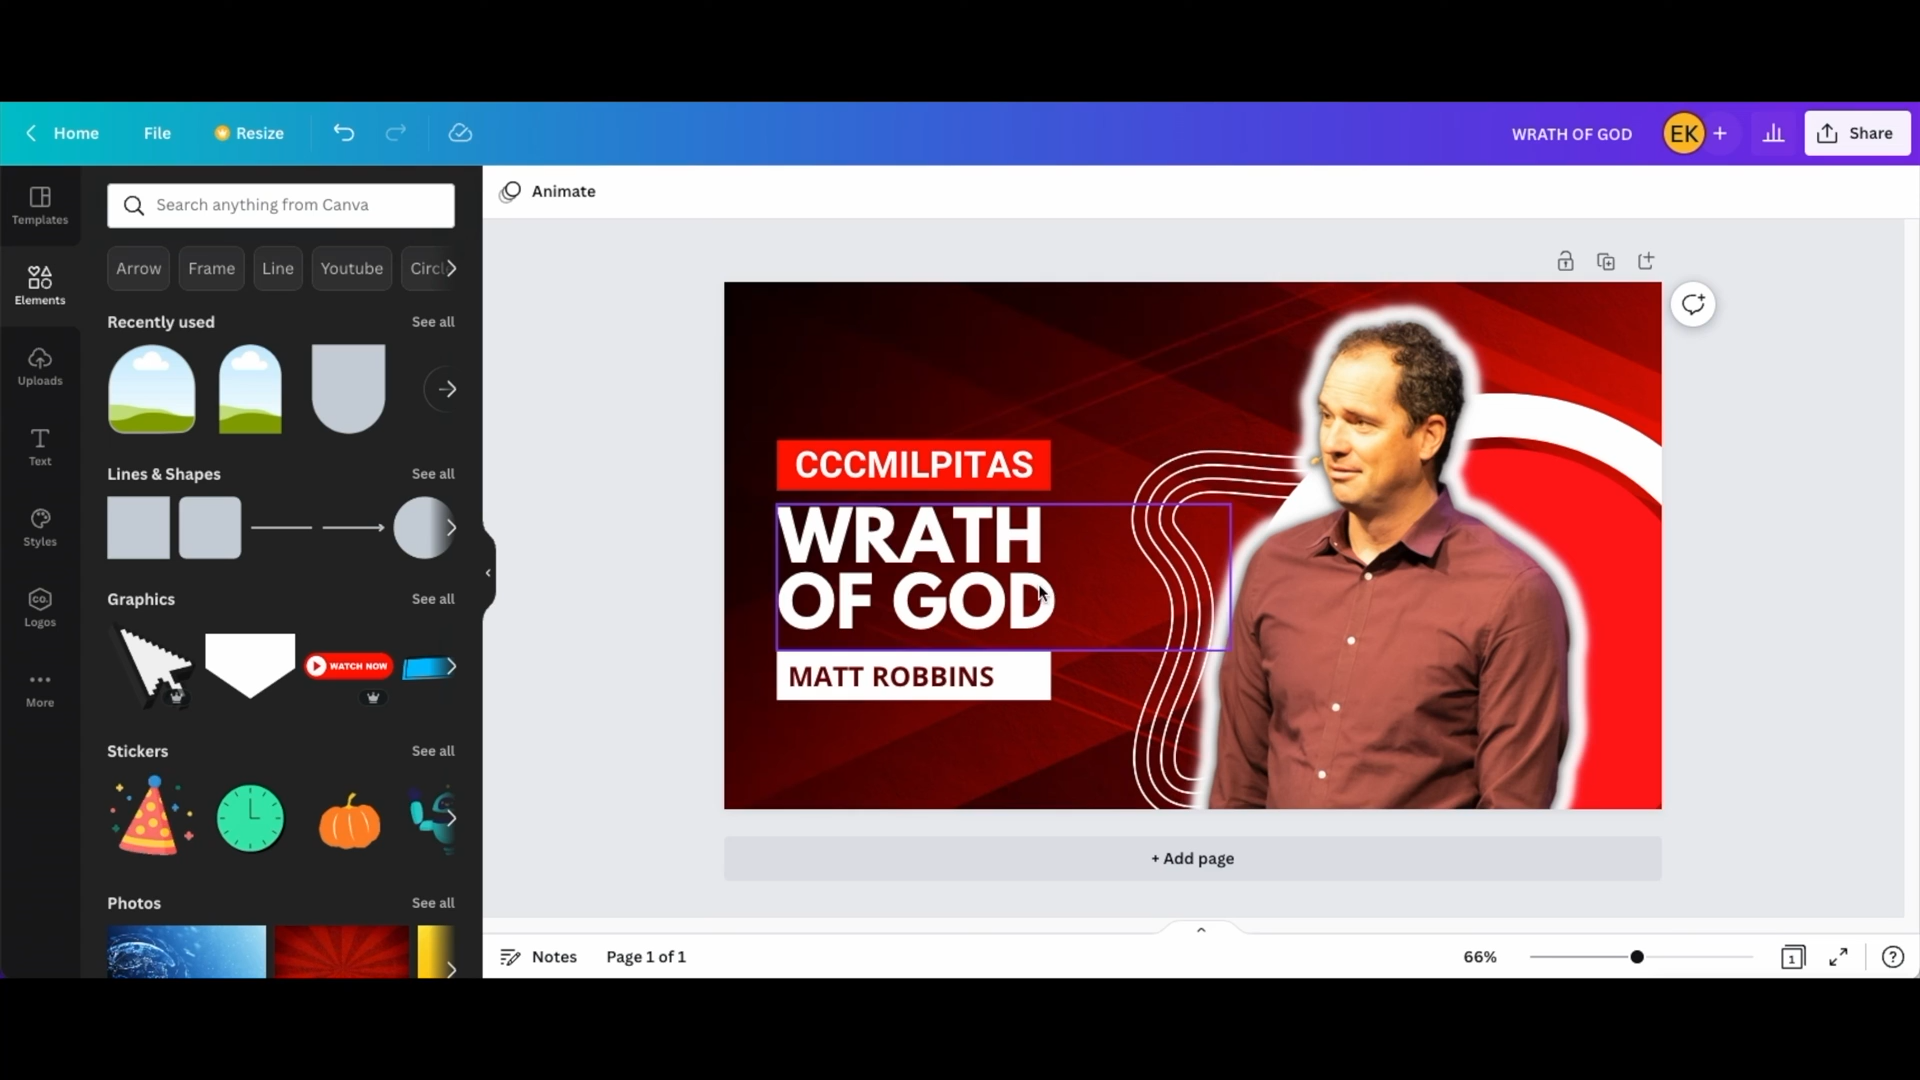 Home
File
Resize
WRATH OF GOD
EK
Share
Templates
Elements
Uploads
Text
Styles
co.
Logos
More
Search anything from Canva
Arrow
Frame
Line
Youtube
Recently used
See all
Lines & Shapes
See all
Graphics
See all
WATCH NOW
Stickers
See all
Photos
See all
Animate
CCCMILPITAS
WRATH
OF GOD
MATT ROBBINS
+ Add page
Notes
Page 1 of 1
66%
1